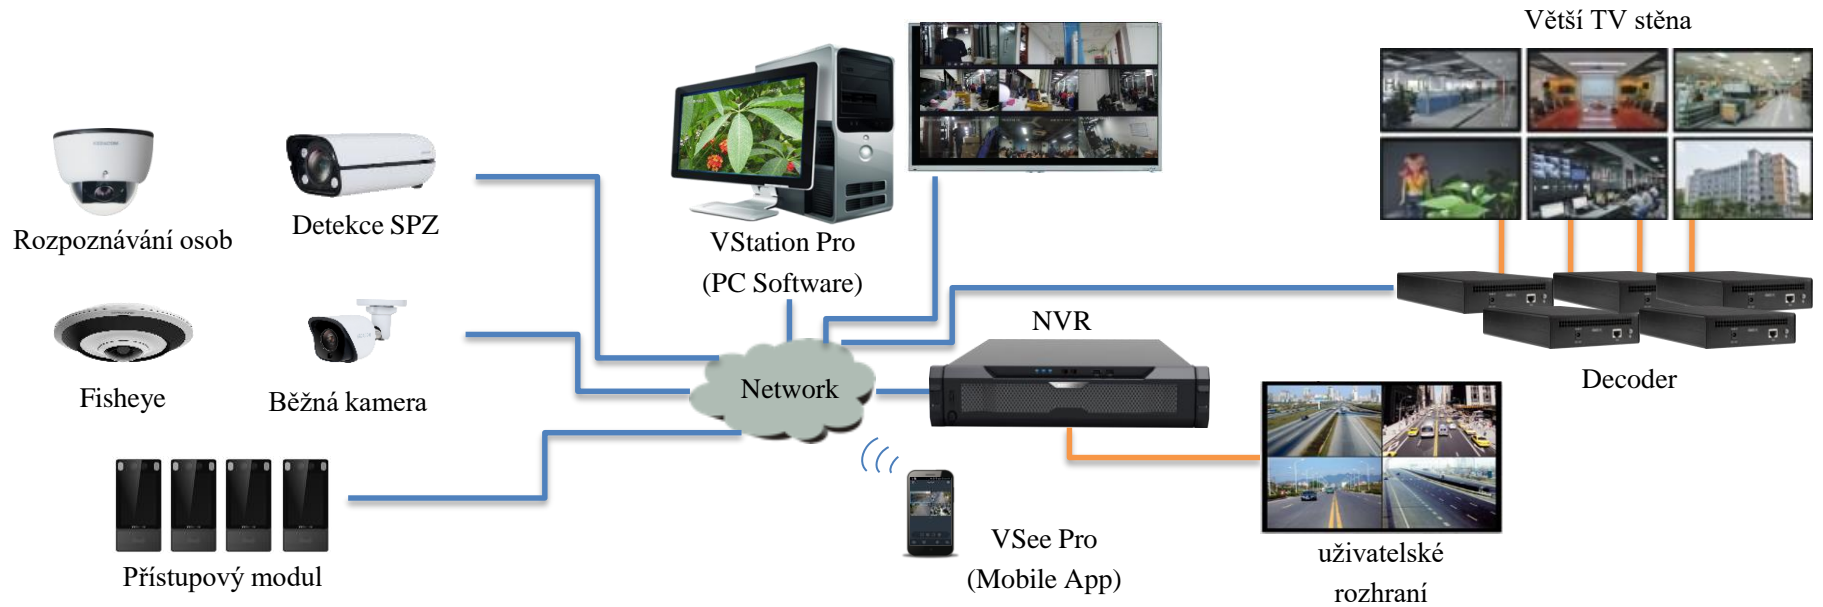 Větší TV stěna
Rozpoznávání osob
Detekce SPZ
VStation Pro
(PC Software)
NVR
Fisheye
Běžná kamera
Network
Decoder
Přístupový modul
VSee Pro
(Mobile App)
uživatelské
rozhraní